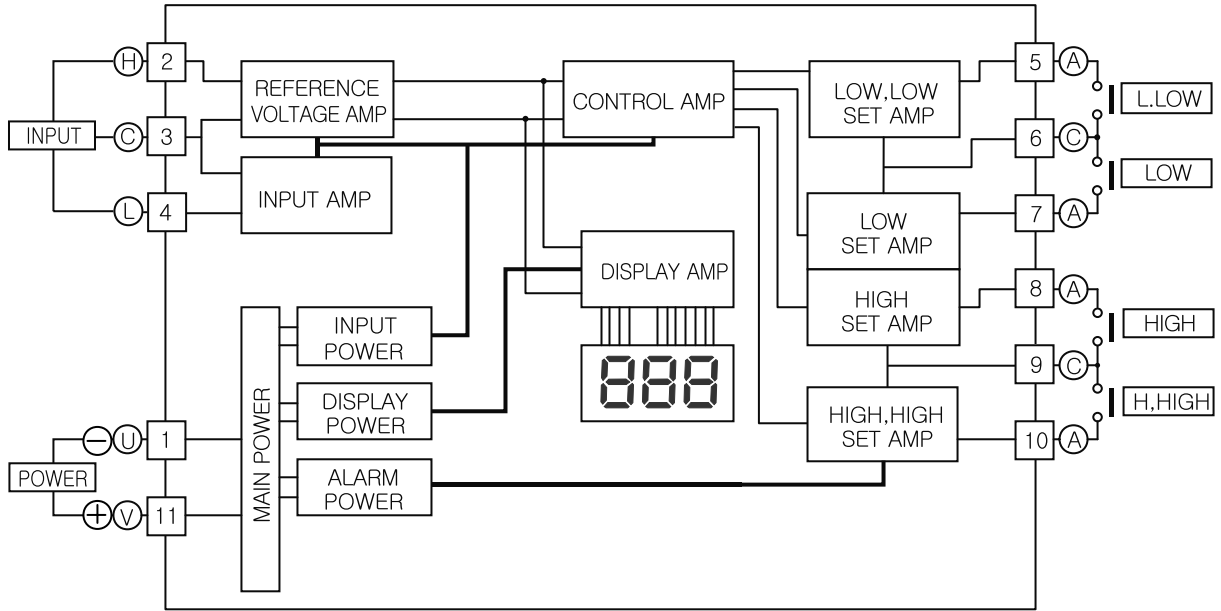 H
2
5
A
REFERENCE
VOLTAGE AMP
CONTROL AMP
LOW,LOW
SET AMP
L.LOW
INPUT
C
3
6
C
INPUT AMP
LOW
L
4
LOW
SET AMP
7
A
DISPLAY AMP
8
A
HIGH
SET AMP
HIGH
INPUT
POWER
888
9
C
MAIN POWER
DISPLAY
POWER
HIGH,HIGH
SET AMP
H,HIGH
U
1
10
A
POWER
ALARM
POWER
V
11